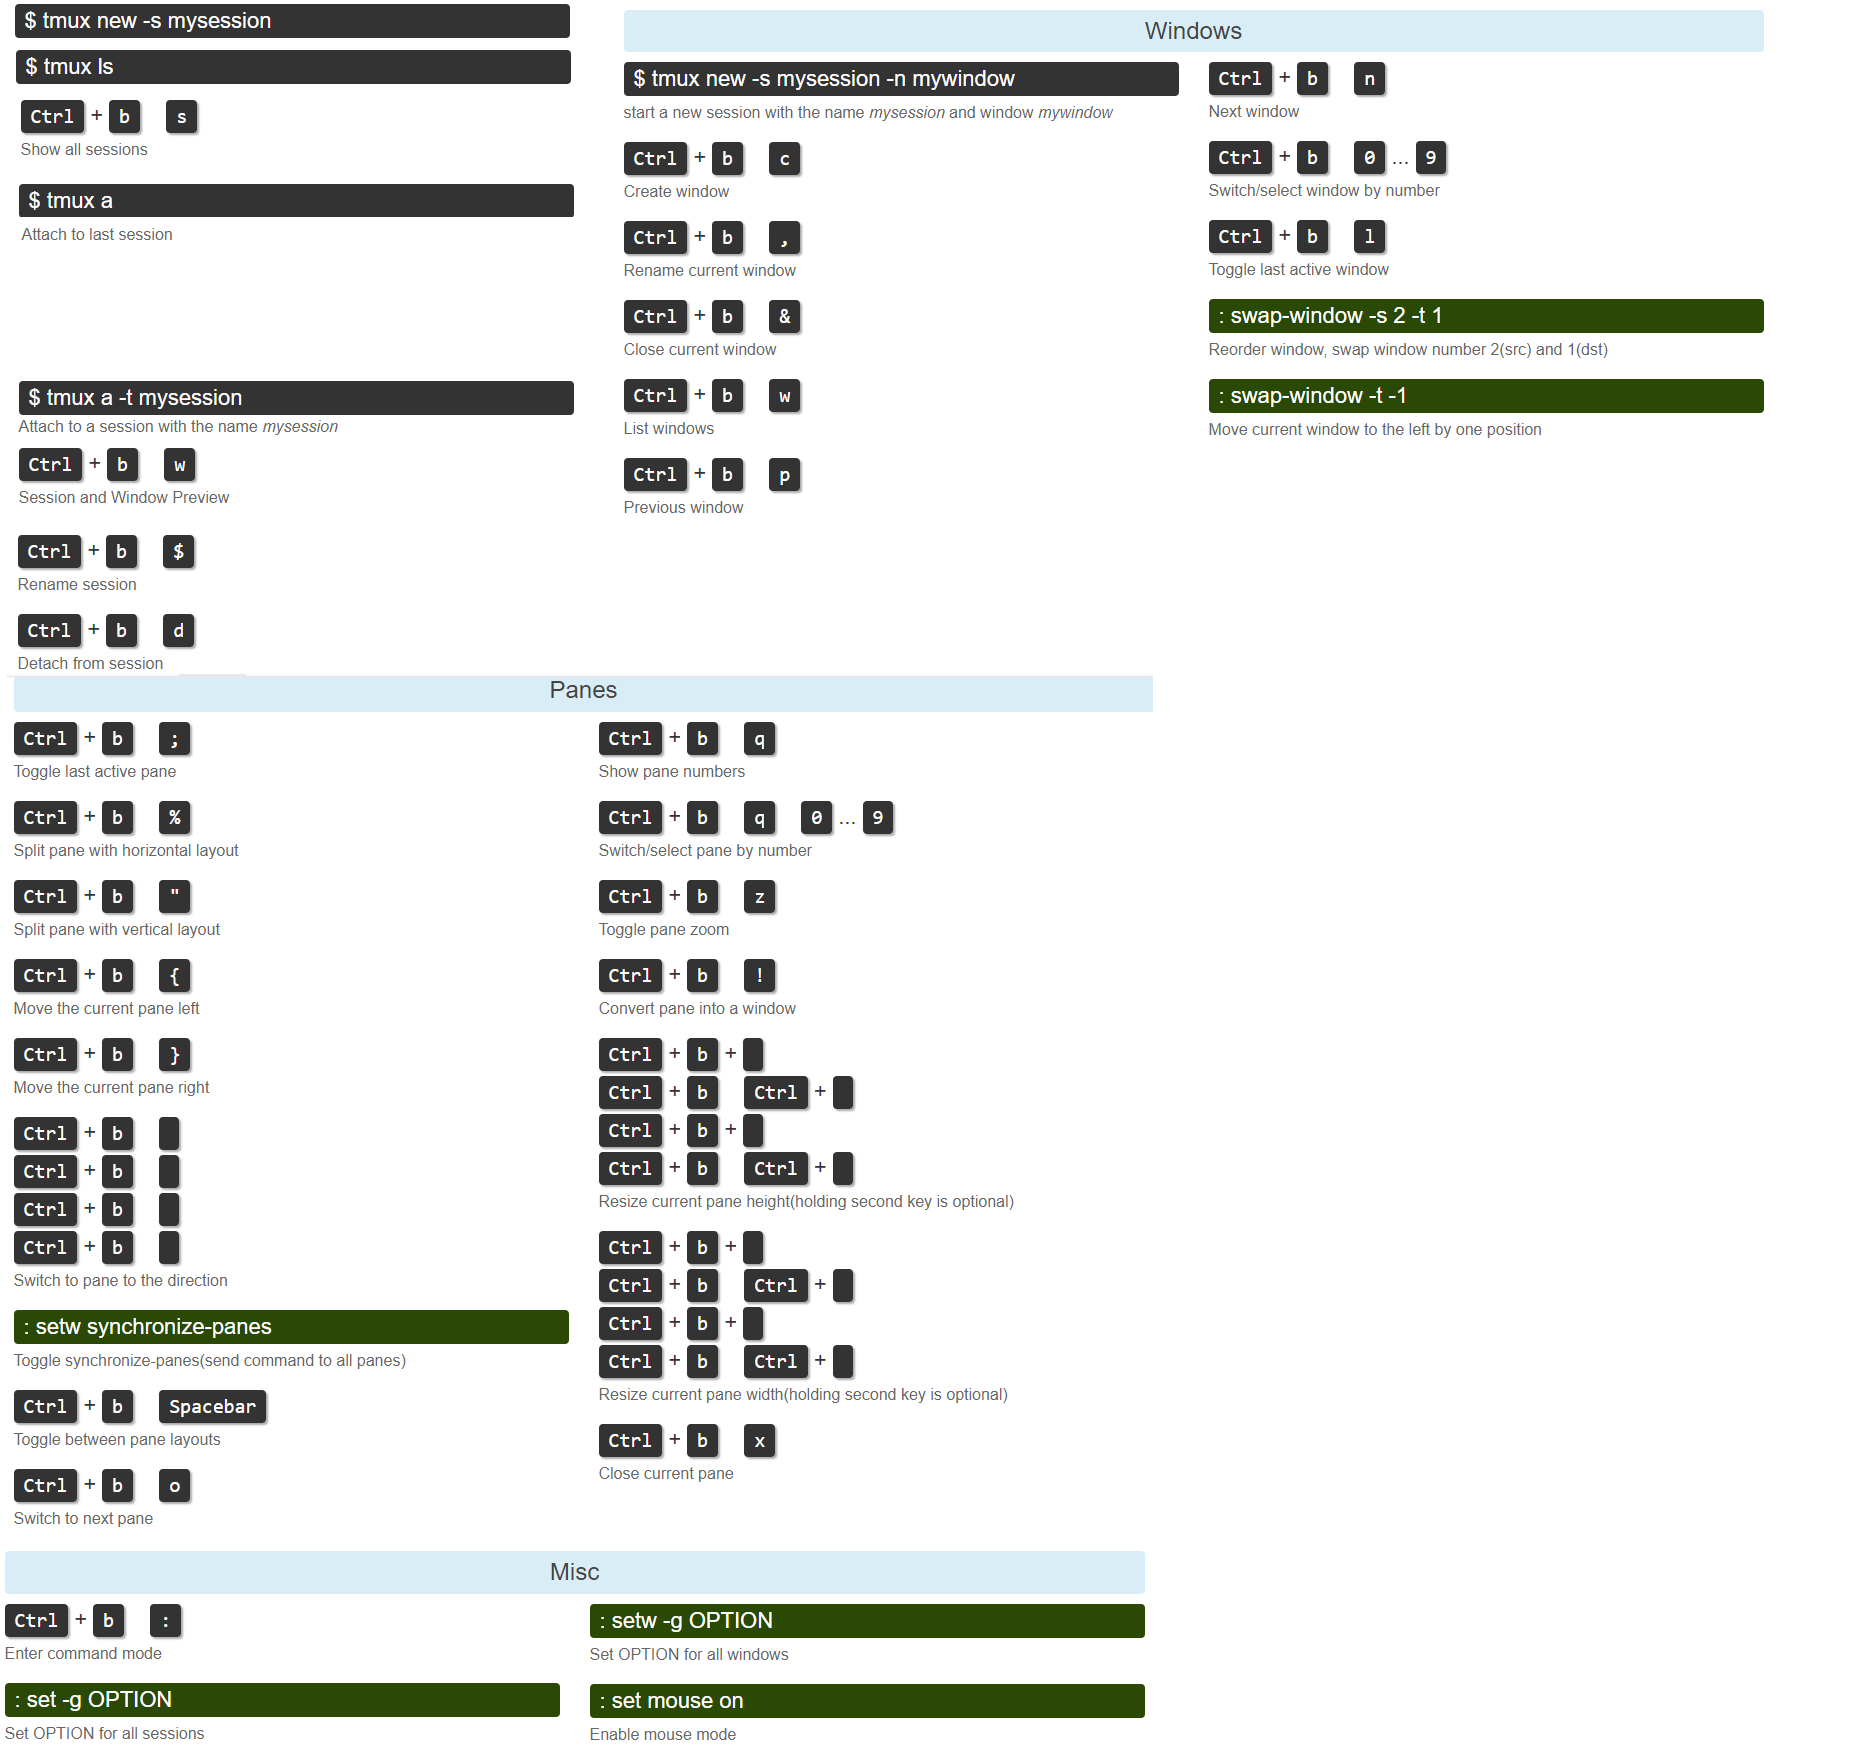 $ tmux new -s mysession
$ tmux ls
Ctrl + b s
Show all sessions
$ tmux a
Attach to last session
$ tmux a -t mysession
Attach to a session with the name mysession
Ctrl + b w
Session and Window Preview
Ctrl + b $
Rename session
Ctrl + b d
Detach from session
Windows
$ tmux new -s mysession -n mywindow
start a new session with the name mysession and window mywindow
Ctrl + b c
Create window
Ctrl + b ,
Rename current window
Ctrl + b &
Close current window
Ctrl + b w
List windows
Ctrl + b p
Previous window
Ctrl + b n
Next window
Ctrl + b 0 ... 9
Switch/select window by number
Ctrl + b l
Toggle last active window
: swap-window -s 2 -t 1
Reorder window, swap window number 2(src) and 1(dst)
: swap-window -t -1
Move current window to the left by one position
Panes
Ctrl + b ;
Toggle last active pane
Ctrl + b %
Split pane with horizontal layout
Ctrl + b "
Split pane with vertical layout
Ctrl + b {
Move the current pane left
Ctrl + b }
Move the current pane right
Ctrl + b
Ctrl + b
Ctrl + b
Ctrl + b
Switch to pane to the direction
: setw synchronize-panes
Toggle synchronize-panes(send command to all panes)
Ctrl + b Spacebar
Toggle between pane layouts
Ctrl + b o
Switch to next pane
Ctrl + b q
Show pane numbers
Ctrl + b q 0 ... 9
Switch/select pane by number
Ctrl + b z
Toggle pane zoom
Ctrl + b !
Convert pane into a window
Ctrl + b +
Ctrl + b Ctrl +
Ctrl + b +
Ctrl + b Ctrl +
Resize current pane height(holding second key is optional)
Ctrl + b +
Ctrl + b Ctrl +
Ctrl + b +
Ctrl + b Ctrl +
Resize current pane width(holding second key is optional)
Ctrl + b x
Close current pane
Misc
Ctrl + b :
Enter command mode
: set -g OPTION
Set OPTION for all sessions
: setw -g OPTION
Set OPTION for all windows
: set mouse on
Enable mouse mode